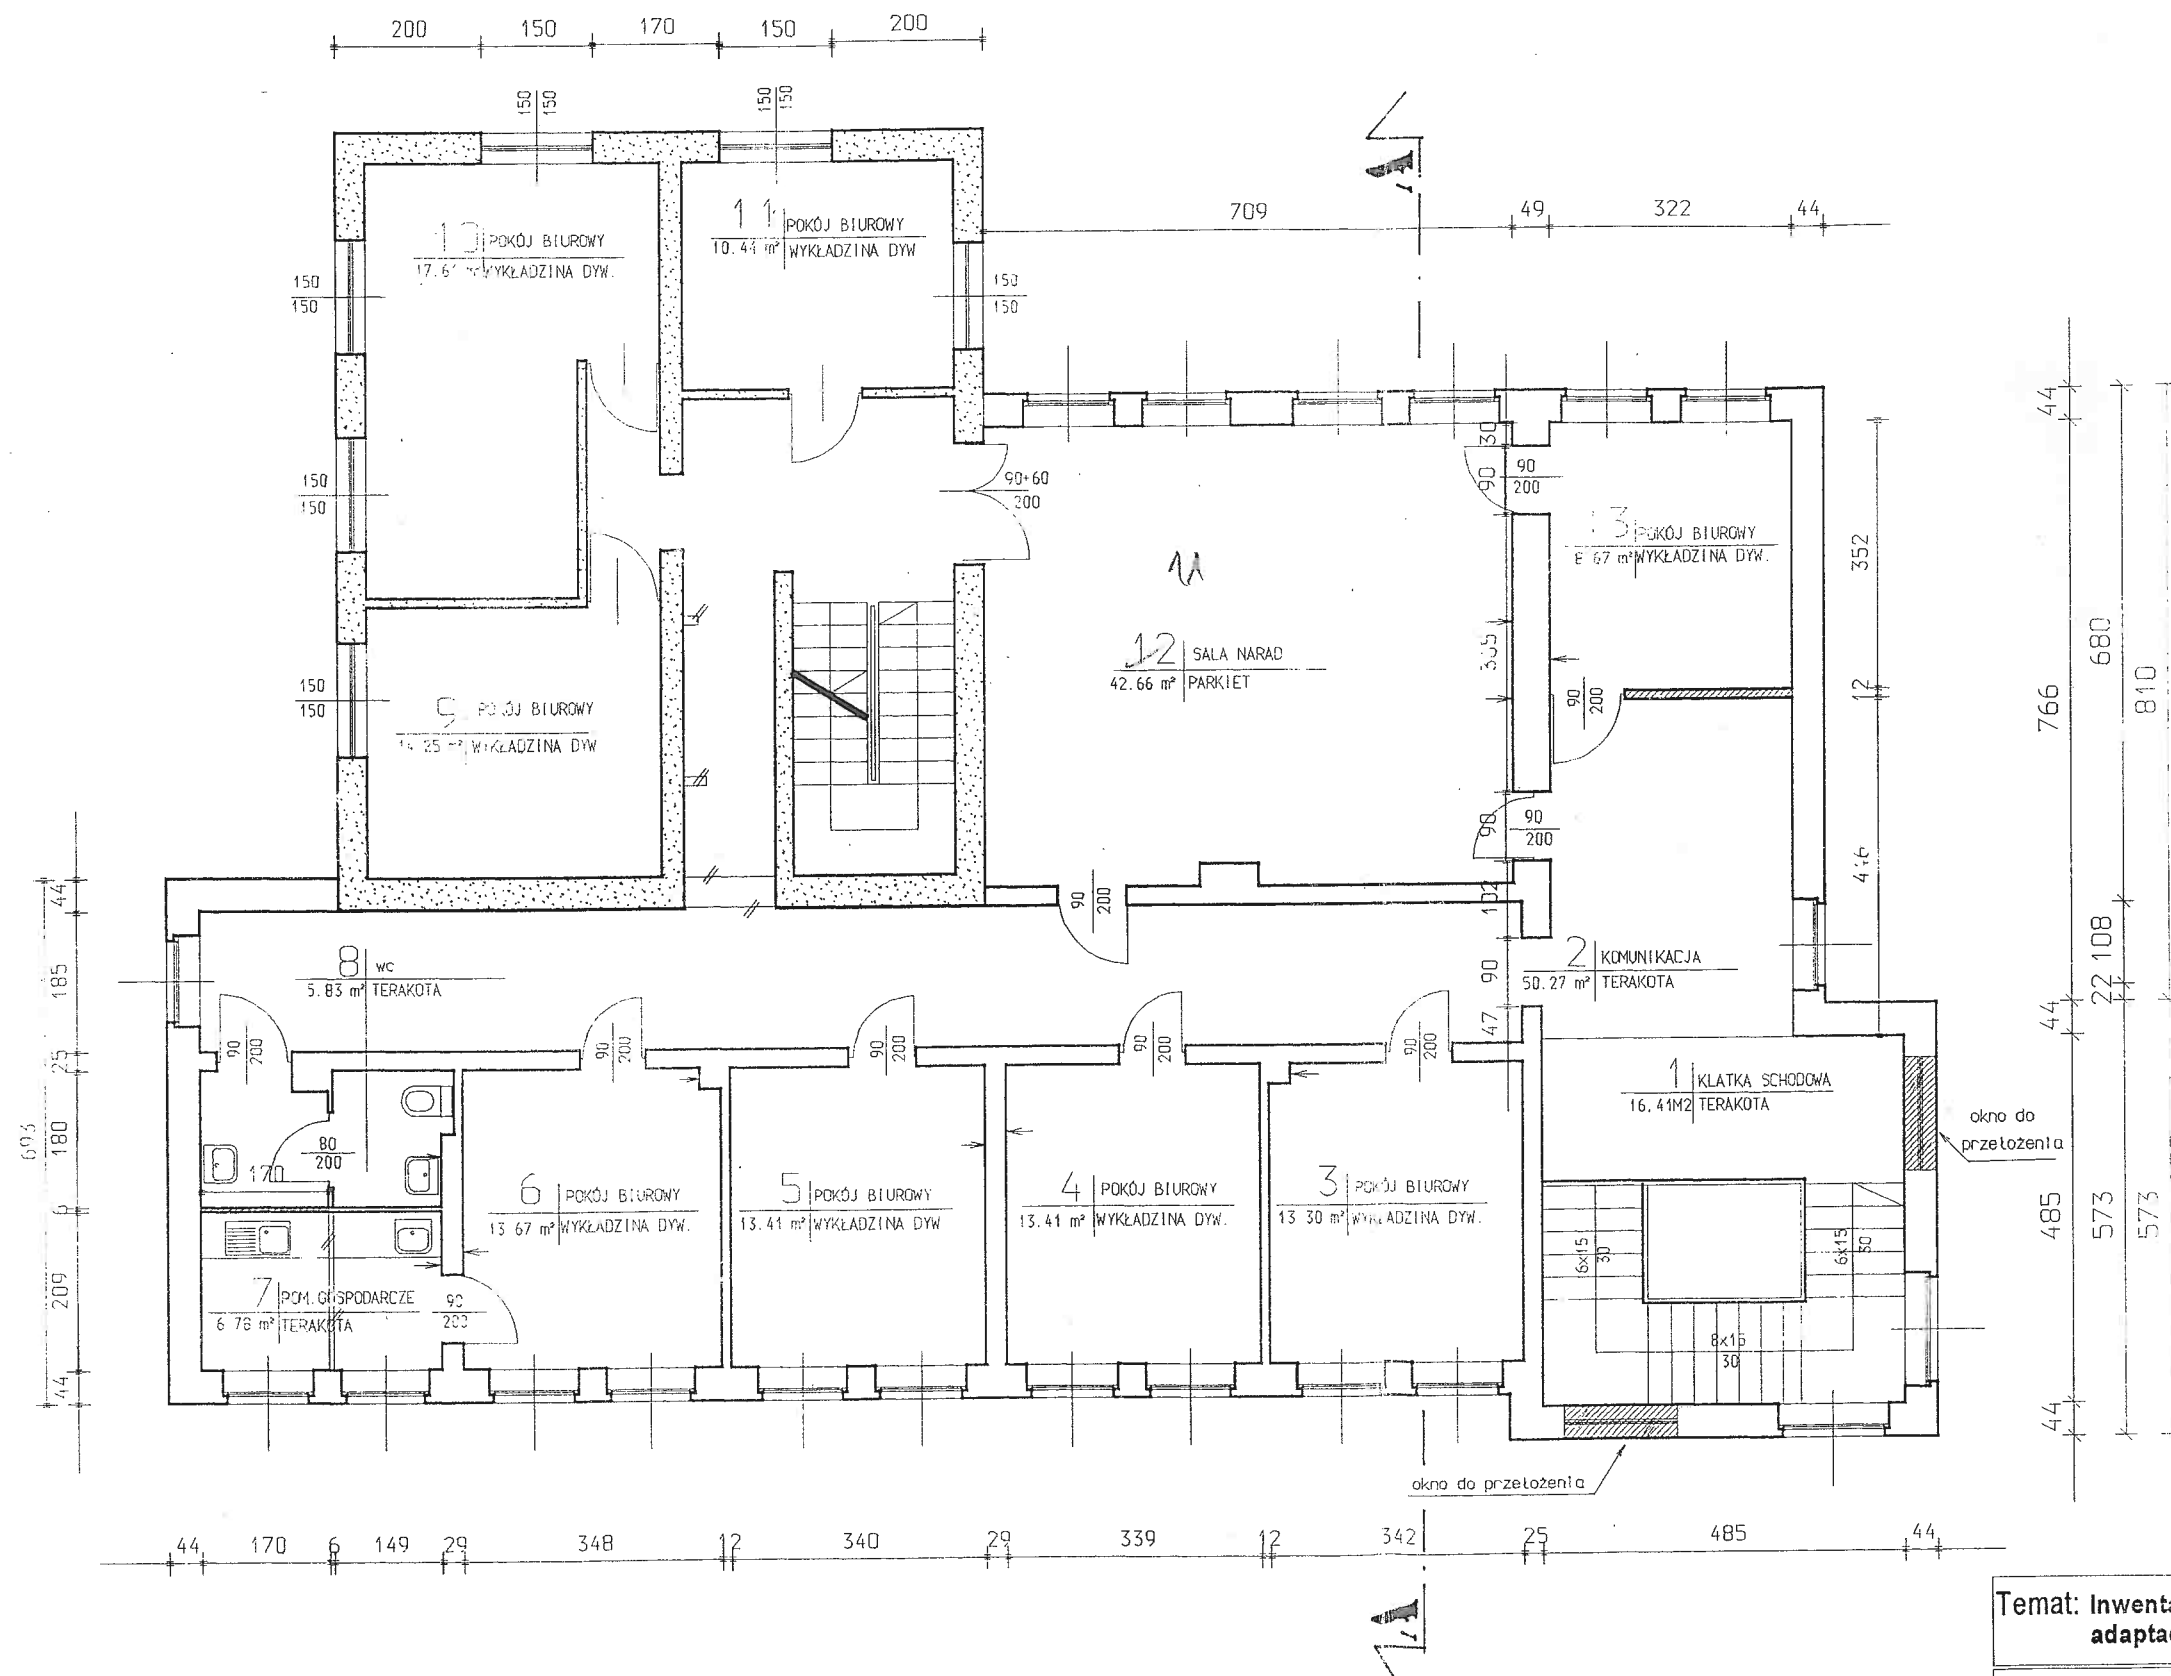 200 150 170 150 200
150 150 150 150
709 49 322 44
POKÓJ BIUROWY
WYKŁADZINA DYW.
11 POKÓJ BIUROWY
WYKŁADZINA DYW
150
150
150
150
150
150
150
150
90+60
200
30
90
90
200
POKÓJ BIUROWY
WYKŁADZINA DYW.
12 SALA NARAD
42.66 m² PARKIET
90
200
POKÓJ BIUROWY
WYKŁADZINA DYW
90
90
200
102
90
200
44
352
12
766
680
810
8 WC
5.83 m² TERAKOTA
2 KOMUNIKACJA
50.27 m² TERAKOTA
90
47
108
22
44
44
185
25
180
6
209
44
693
90
200
90
200
90
200
90
200
90
200
1 KLATKA SCHODOWA
16.41M2 TERAKOTA
okno do
przełożenia
80
200
170
6 POKÓJ BIUROWY
13 67 m² WYKŁADZINA DYW.
5 POKÓJ BIUROWY
13.41 m² WYKŁADZINA DYW
4 POKÓJ BIUROWY
13.41 m² WYKŁADZINA DYW.
3 POKÓJ BIUROWY
13 30 m² WYKŁADZINA DYW.
6x15
30
6x15
30
485
573
573
7 POM. GOSPODARCZE
TERAKOTA
90
200
8x15
30
44
okno do przełożenia
44 170 6 149 29 348 12 340 29 339 12 342 25 485 44
Temat: